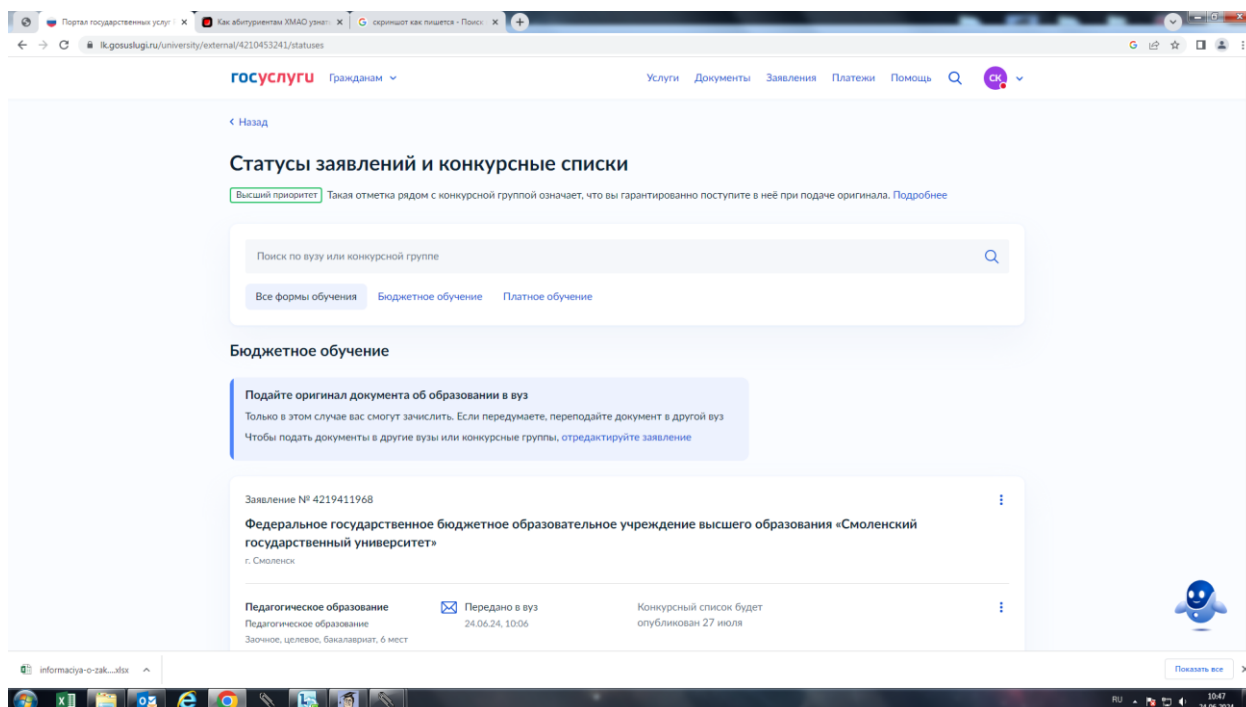 Портал государственных услуг
Как абитуриентам ХМАО узнат
скриншот как пишется - Поиск
lk.gosuslugi.ru/university/external/4210453241/statuses
госуслуги Гражданам Услуги Документы Заявления Платежи Помощь СК
Назад
Статусы заявлений и конкурсные списки
Высший приоритет Такая отметка рядом с конкурсной группой означает, что вы гарантированно поступите в неё при подаче оригинала. Подробнее
Поиск по вузу или конкурсной группе
Все формы обучения Бюджетное обучение Платное обучение
Бюджетное обучение
Подайте оригинал документа об образовании в вуз
Только в этом случае вас смогут зачислить. Если передумаете, переподайте документ в другой вуз
Чтобы подать документы в другие вузы или конкурсные группы, отредактируйте заявление
Заявление № 4219411968
Федеральное государственное бюджетное образовательное учреждение высшего образования «Смоленский
государственный университет»
г. Смоленск
Педагогическое образование Передано в вуз Конкурсный список будет
Педагогическое образование 24.06.24, 10:06 опубликован 27 июля
Заочное, целевое, бакалавриат, 6 мест
informaciya-o-zak....xlsx Показать все
RU 10:47
24.06.2024